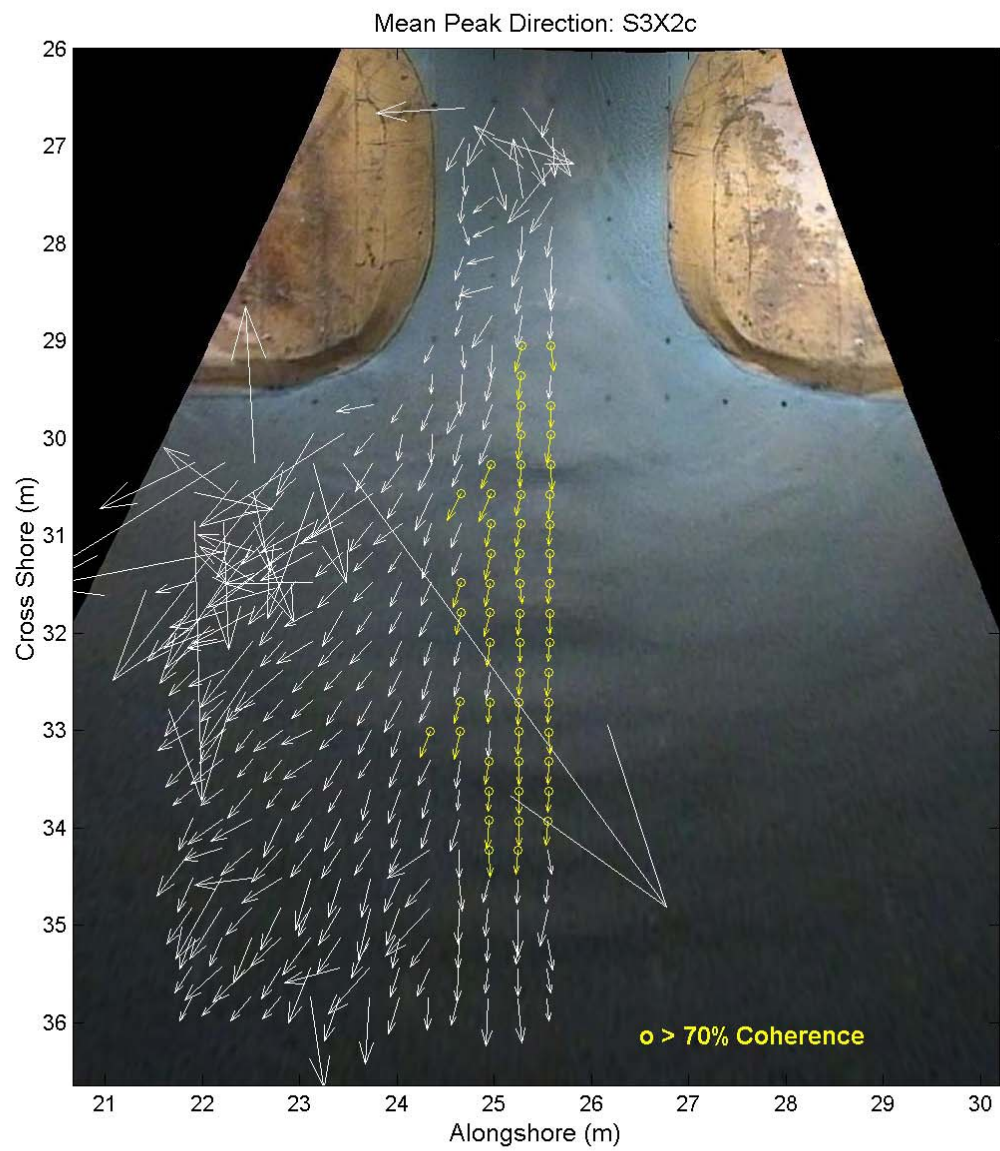 Mean Peak Direction: S3X2c
26
27
28
29
30
31
32
33
34
35
36
Cross Shore (m)
o > 70% Coherence
21 22 23 24 25 26 27 28 29 30
Alongshore (m)